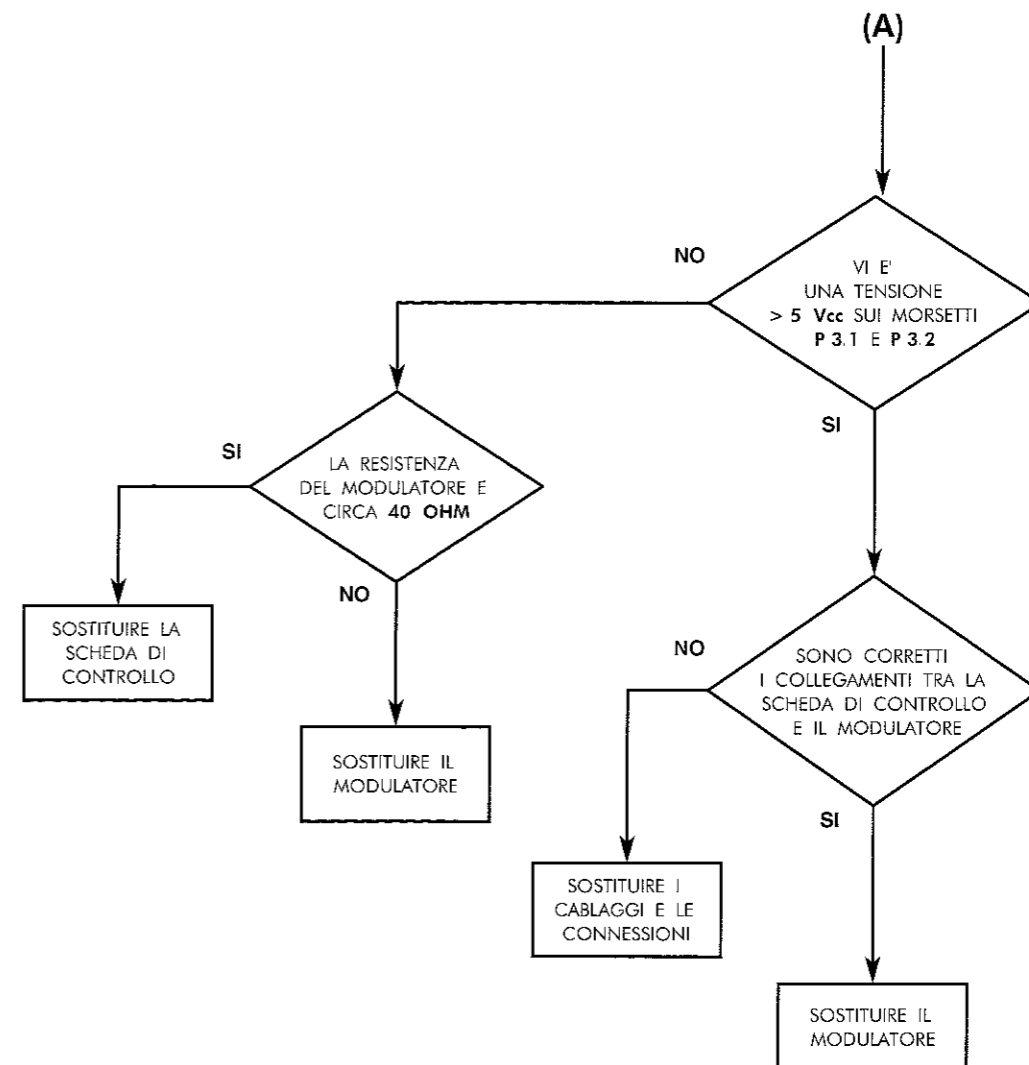 (A)
NO
VI E'
UNA TENSIONE
> 5 Vcc SUI MORSETTI
P 3.1 E P 3.2
SI
SI
LA RESISTENZA
DEL MODULATORE E
CIRCA 40 OHM
NO
SOSTITUIRE LA
SCHEDA DI
CONTROLLO
SOSTITUIRE IL
MODULATORE
NO
SONO CORRETTI
I COLLEGAMENTI TRA LA
SCHEDA DI CONTROLLO
E IL MODULATORE
SI
SOSTITUIRE I
CABLAGGI E LE
CONNESSIONI
SOSTITUIRE IL
MODULATORE